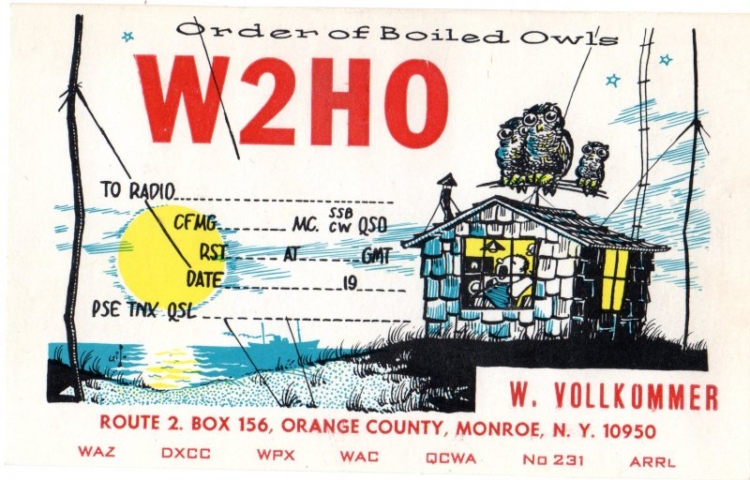 Order of Boiled Owls
W2HO
TO RADIO
CFMG MC. SSB CW QSO
RST AT GMT
DATE 19
PSE TNX QSL
W. VOLLKOMMER
ROUTE 2. BOX 156, ORANGE COUNTY, MONROE, N. Y. 10950
WAZ DXCC WPX WAC QCWA No 231 ARRL